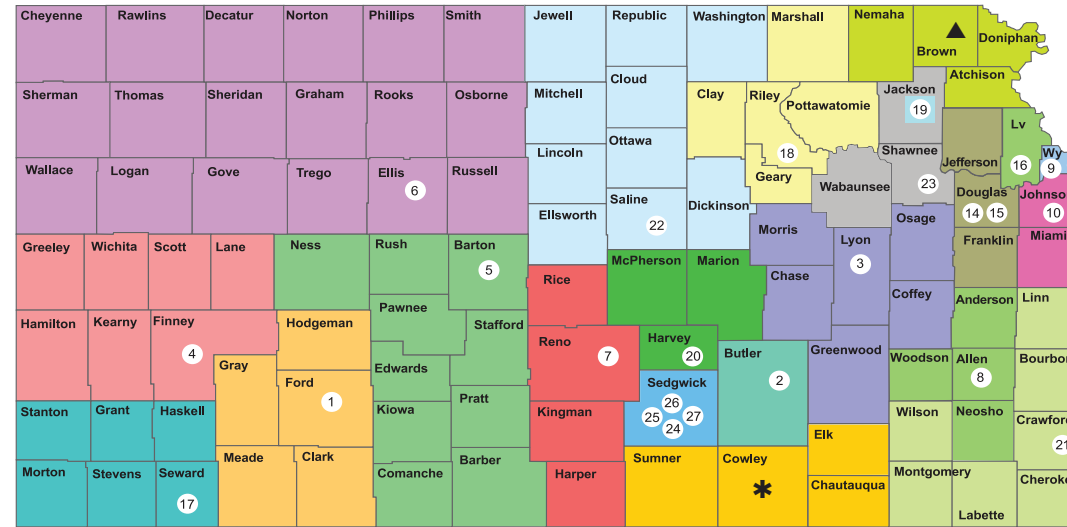 Cheyenne
Rawlins
Decatur
Norton
Phillips
Smith
Jewell
Republic
Washington
Marshall
Nemaha
Brown
Doniphan
Sherman
Thomas
Sheridan
Graham
Rooks
Osborne
Mitchell
Cloud
Clay
Riley
Pottawatomie
Jackson
19
Atchison
Wallace
Logan
Gove
Trego
Ellis
6
Russell
Lincoln
Ottawa
18
Geary
Wabaunsee
Shawnee
23
Jefferson
Lv
16
Wy
9
Ellsworth
Saline
22
Dickinson
Morris
Osage
Douglas
14
15
Johnson
10
Greeley
Wichita
Scott
Lane
Ness
Rush
Barton
5
McPherson
Marion
Chase
Lyon
3
Coffey
Franklin
Miami
Hamilton
Kearny
Finney
4
Hodgeman
Pawnee
Stafford
Rice
Reno
7
Harvey
20
Butler
2
Greenwood
Anderson
Linn
Gray
Ford
1
Edwards
Pratt
Sedgwick
26
25
27
24
Woodson
Allen
8
Bourbo
Stanton
Grant
Haskell
Kiowa
Kingman
Elk
Wilson
Neosho
Crawford
21
Morton
Stevens
Seward
17
Meade
Clark
Comanche
Barber
Harper
Sumner
Cowley
*
Chautauqua
Montgomery
Labette
Cheroke